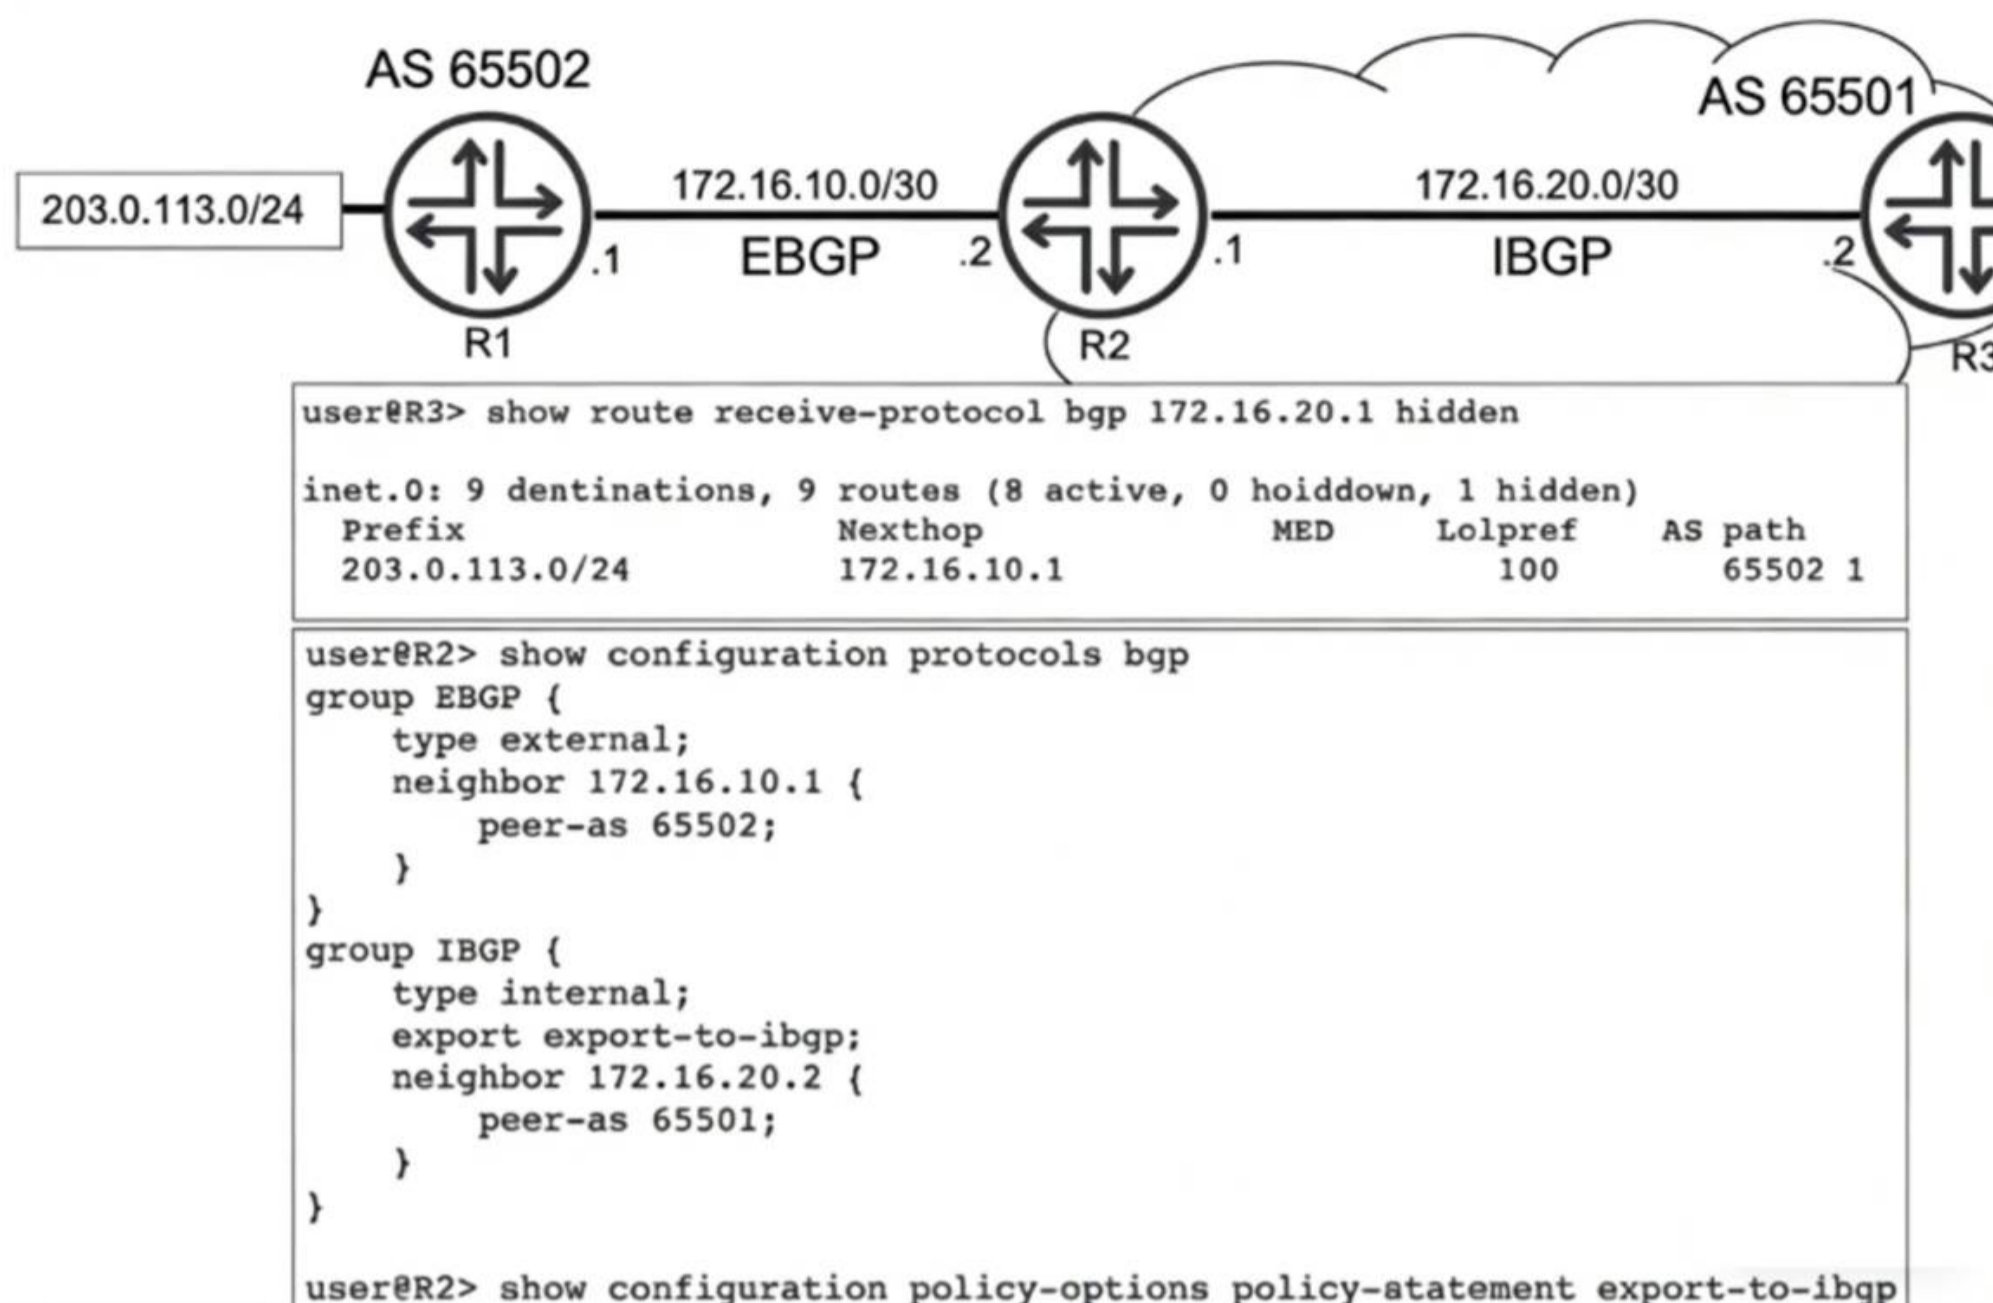 AS 65502
AS 65501
203.0.113.0/24
172.16.10.0/30
172.16.20.0/30
.1
EBGP
.2
.1
IBGP
.2
R1
R2
R3
user@R3> show route receive-protocol bgp 172.16.20.1 hidden
inet.0: 9 dentinations, 9 routes (8 active, 0 hoiddown, 1 hidden)
Prefix Nexthop MED Lolpref AS path
203.0.113.0/24 172.16.10.1 100 65502 1
user@R2> show configuration protocols bgp
group EBGP {
type external;
neighbor 172.16.10.1 {
peer-as 65502;
}
}
group IBGP {
type internal;
export export-to-ibgp;
neighbor 172.16.20.2 {
peer-as 65501;
}
}
user@R2> show configuration policy-options policy-statement export-to-ibgp